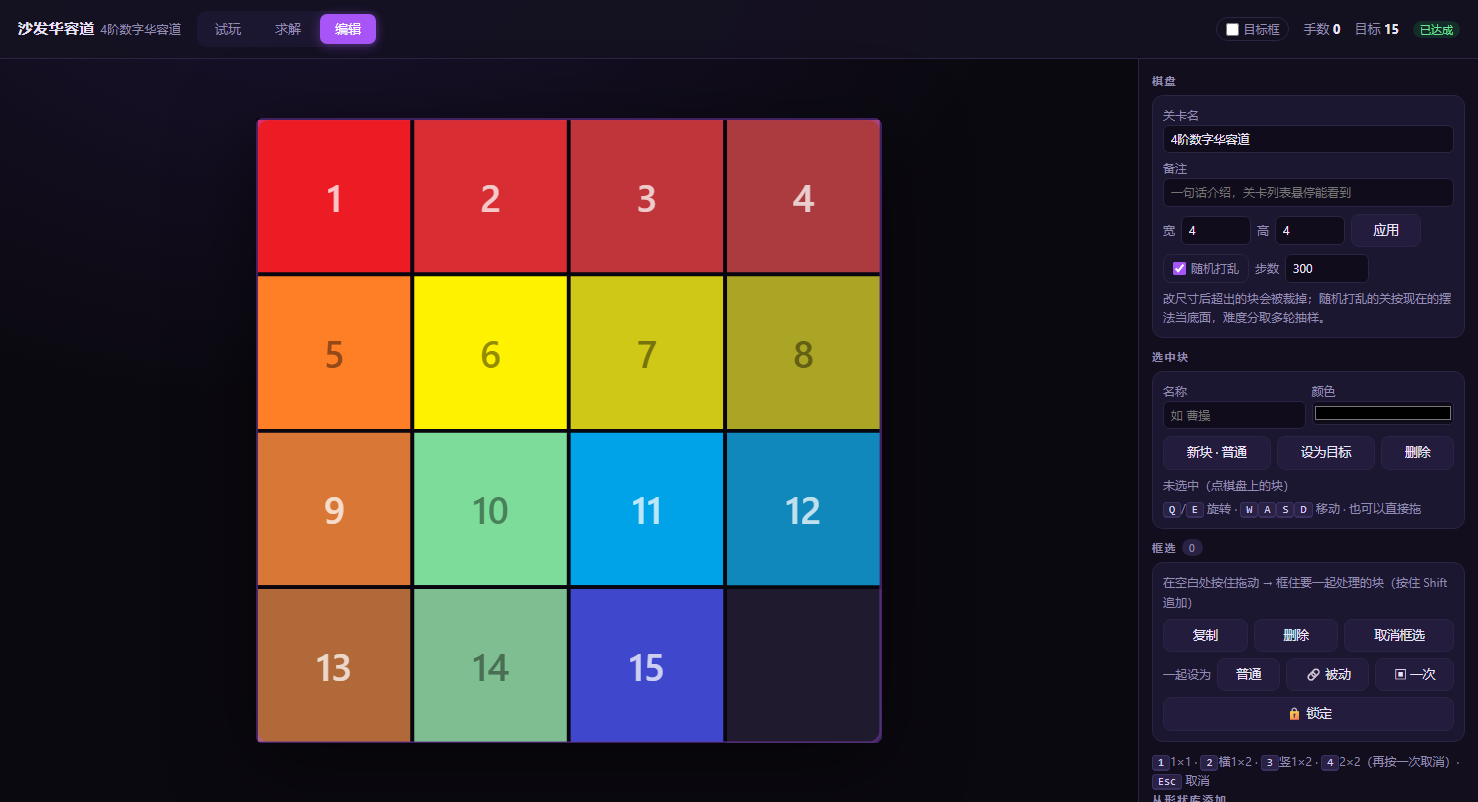 沙发华容道 4阶数字华容道 试玩 求解 编辑 目标框 手数 0 目标 15 已达成
1 2 3 4
5 6 7 8
9 10 11 12
13 14 15
棋盘
关卡名
4阶数字华容道
备注
一句话介绍，关卡列表悬停能看到
宽 4 高 4 应用
随机打乱 步数 300
改尺寸后超出的块会被裁掉；随机打乱的关按现在的摆
法当底面，难度分取多轮抽样。
选中块
名称 颜色
如 曹操
新块 · 普通 设为目标 删除
未选中（点棋盘上的块）
Q/E 旋转 · W A S D 移动 · 也可以直接拖
框选 0
在空白处按住拖动 → 框住要一起处理的块（按住 Shift
追加）
复制 删除 取消框选
一起设为 普通 🔗 被动 ▣ 一次
🔒 锁定
1 1×1 · 2 横1×2 · 3 竖1×2 · 4 2×2（再按一次取消） ·
Esc 取消
从形状库添加